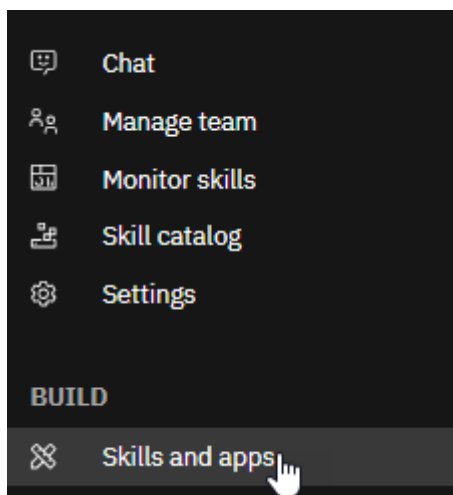 Chat
Manage team
Monitor skills
Skill catalog
Settings
BUILD
Skills and apps